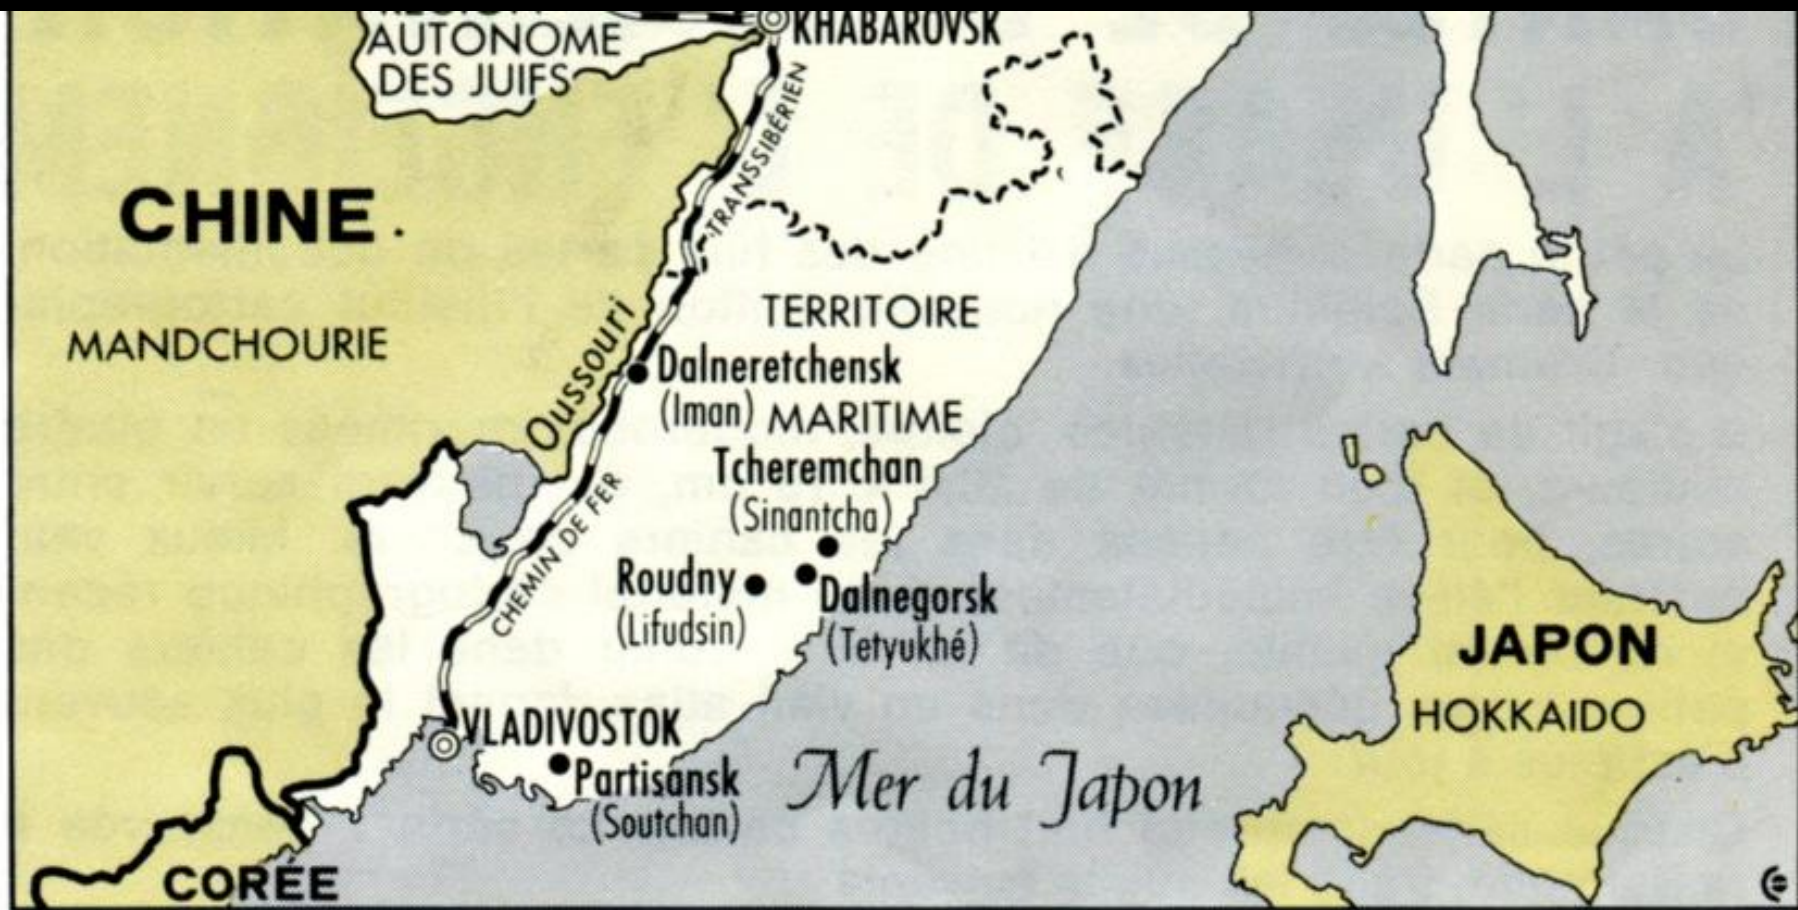 RÉGION
AUTONOME
DES JUIFS
KHABAROVSK
TRANSSIBÉRIEN
CHINE
MANDCHOURIE
Oussouri
TERRITOIRE
MARITIME
Dalneretchensk
(Iman)
Tcheremchan
(Sinantcha)
CHEMIN DE FER
Roudny
(Lifudsin)
Dalnegorsk
(Tetyukhé)
VLADIVOSTOK
Partisansk
(Soutchan)
Mer du Japon
JAPON
HOKKAIDO
CORÉE